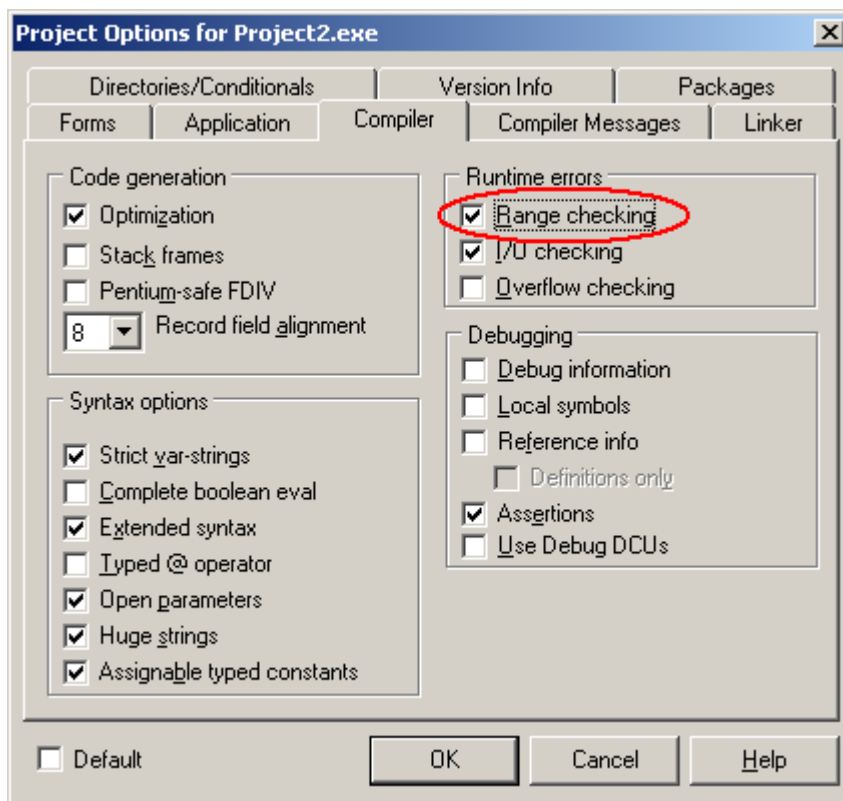 Project Options for Project2.exe
Directories/Conditionals Version Info Packages
Forms Application Compiler Compiler Messages Linker
Code generation
Optimization
Stack frames
Pentium-safe FDIV
8 Record field alignment
Syntax options
Strict var-strings
Complete boolean eval
Extended syntax
Typed @ operator
Open parameters
Huge strings
Assignable typed constants
Runtime errors
Range checking
I/O checking
Overflow checking
Debugging
Debug information
Local symbols
Reference info
Definitions only
Assertions
Use Debug DCUs
Default OK Cancel Help